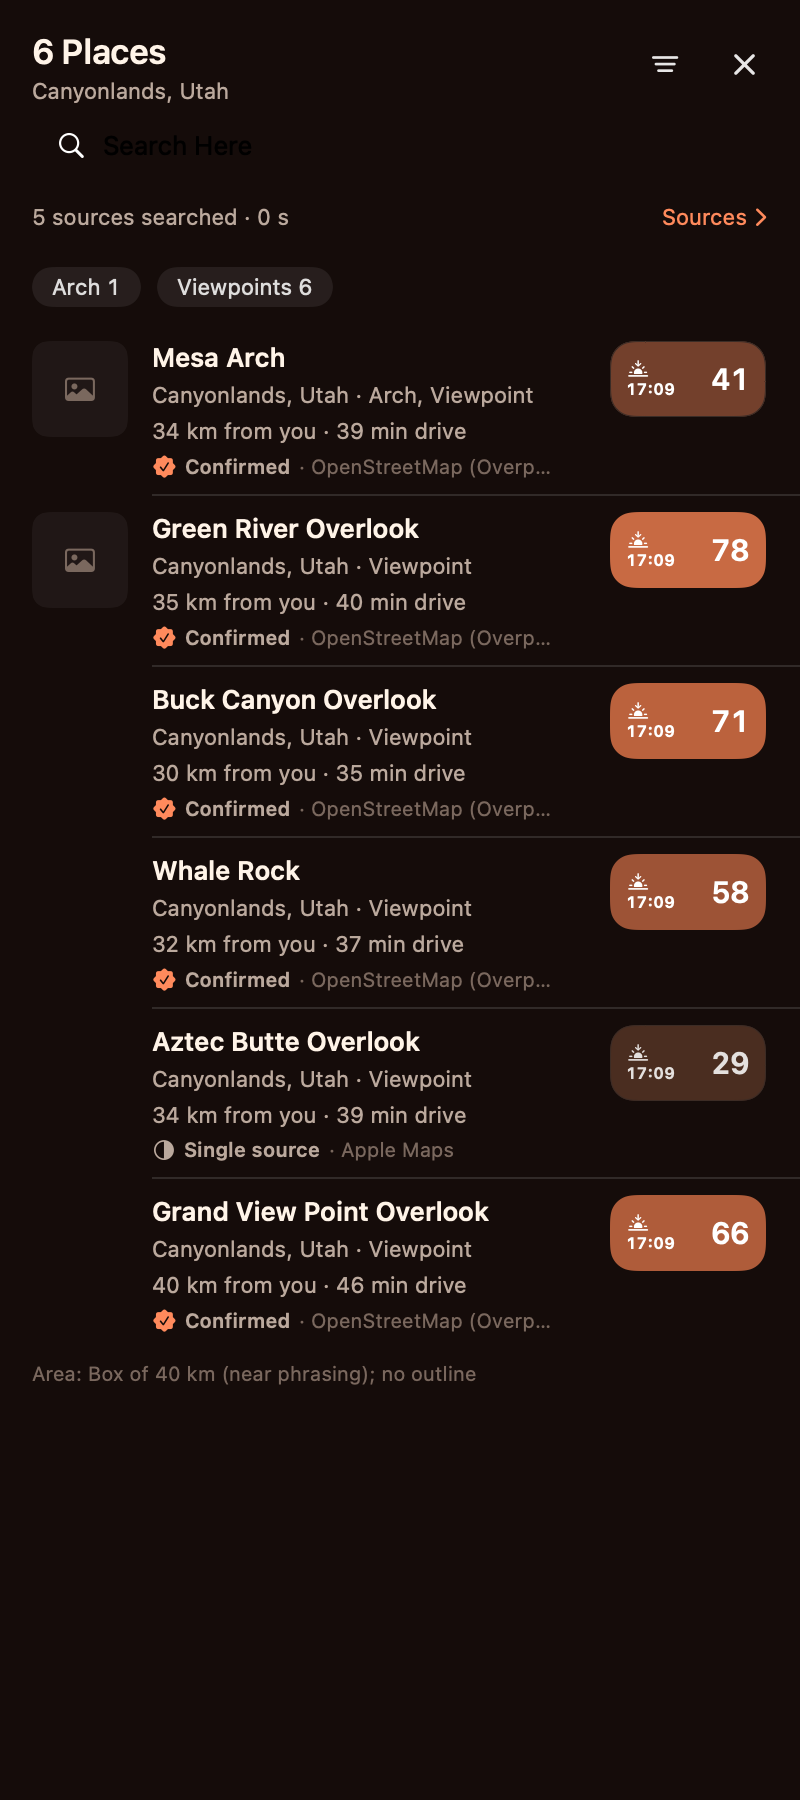 6 Places
Canyonlands, Utah
Search Here
5 sources searched · 0 s
Sources
Arch 1
Viewpoints 6
Mesa Arch
Canyonlands, Utah · Arch, Viewpoint
34 km from you · 39 min drive
Confirmed · OpenStreetMap (Overp...
17:09
41
Green River Overlook
Canyonlands, Utah · Viewpoint
35 km from you · 40 min drive
Confirmed · OpenStreetMap (Overp...
17:09
78
Buck Canyon Overlook
Canyonlands, Utah · Viewpoint
30 km from you · 35 min drive
Confirmed · OpenStreetMap (Overp...
17:09
71
Whale Rock
Canyonlands, Utah · Viewpoint
32 km from you · 37 min drive
Confirmed · OpenStreetMap (Overp...
17:09
58
Aztec Butte Overlook
Canyonlands, Utah · Viewpoint
34 km from you · 39 min drive
Single source · Apple Maps
17:09
29
Grand View Point Overlook
Canyonlands, Utah · Viewpoint
40 km from you · 46 min drive
Confirmed · OpenStreetMap (Overp...
17:09
66
Area: Box of 40 km (near phrasing); no outline